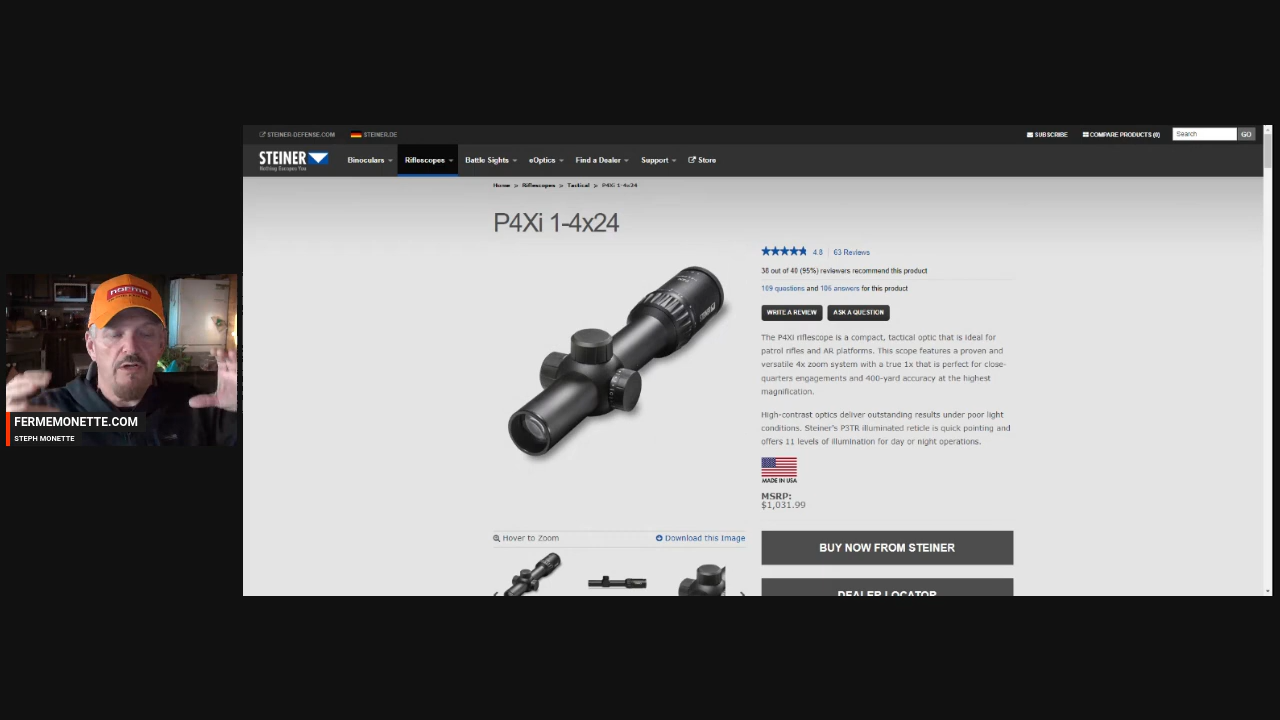 STEINER-DEFENSE.COM STEINER.DE SUBSCRIBE COMPARE PRODUCTS (0) Search GO
STEINER
Nothing Escapes You
Binoculars Riflescopes Battle Sights eOptics Find a Dealer Support Store
Home > Riflescopes > Tactical > P4Xi 1-4x24
P4Xi 1-4x24
4.8 63 Reviews
38 out of 40 (95%) reviewers recommend this product
109 questions and 186 answers for this product
WRITE A REVIEW ASK A QUESTION
The P4Xi riflescope is a compact, tactical optic that is ideal for
patrol rifles and AR platforms. This scope features a proven and
versatile 4x zoom system with a true 1x that is perfect for close-
quarters engagements and 400-yard accuracy at the highest
magnification.
High-contrast optics deliver outstanding results under poor light
conditions. Steiner's P3TR illuminated reticle is quick pointing and
offers 11 levels of illumination for day or night operations.
MADE IN USA
MSRP:
$1,031.99
Hover to Zoom Download this Image
BUY NOW FROM STEINER
DEALER LOCATOR
FERMEMONETTE.COM
STEPH MONETTE